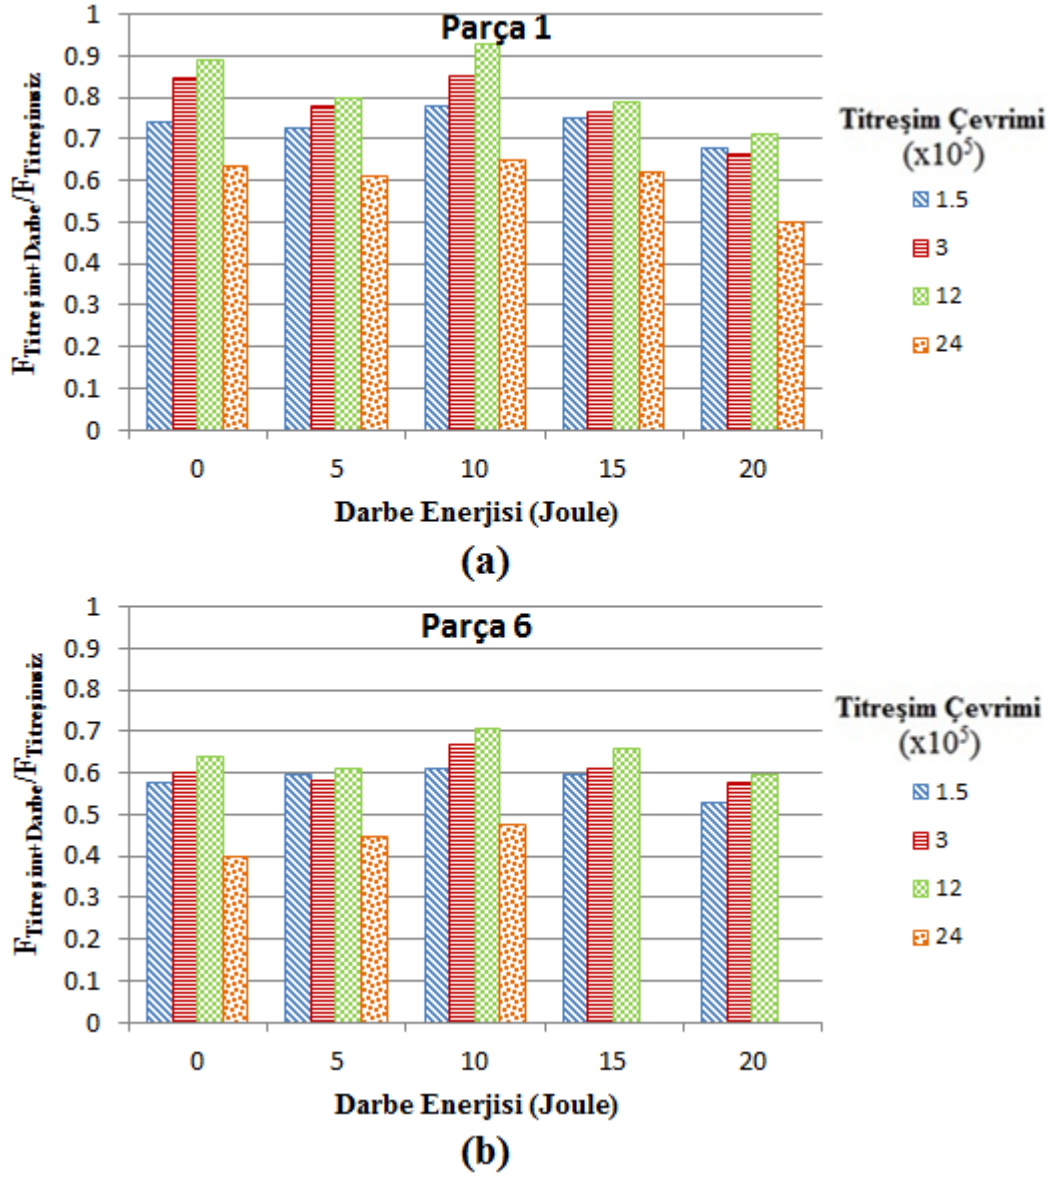 Parça 1
F Titreşim+Darbe/F Titreşimsiz
1
0.9
0.8
0.7
0.6
0.5
0.4
0.3
0.2
0.1
0
0 5 10 15 20
Darbe Enerjisi (Joule)
Titreşim Çevrimi
(x10⁵)
1.5
3
12
24
(a)
Parça 6
F Titreşim+Darbe/F Titreşimsiz
1
0.9
0.8
0.7
0.6
0.5
0.4
0.3
0.2
0.1
0
0 5 10 15 20
Darbe Enerjisi (Joule)
Titreşim Çevrimi
(x10⁵)
1.5
3
12
24
(b)